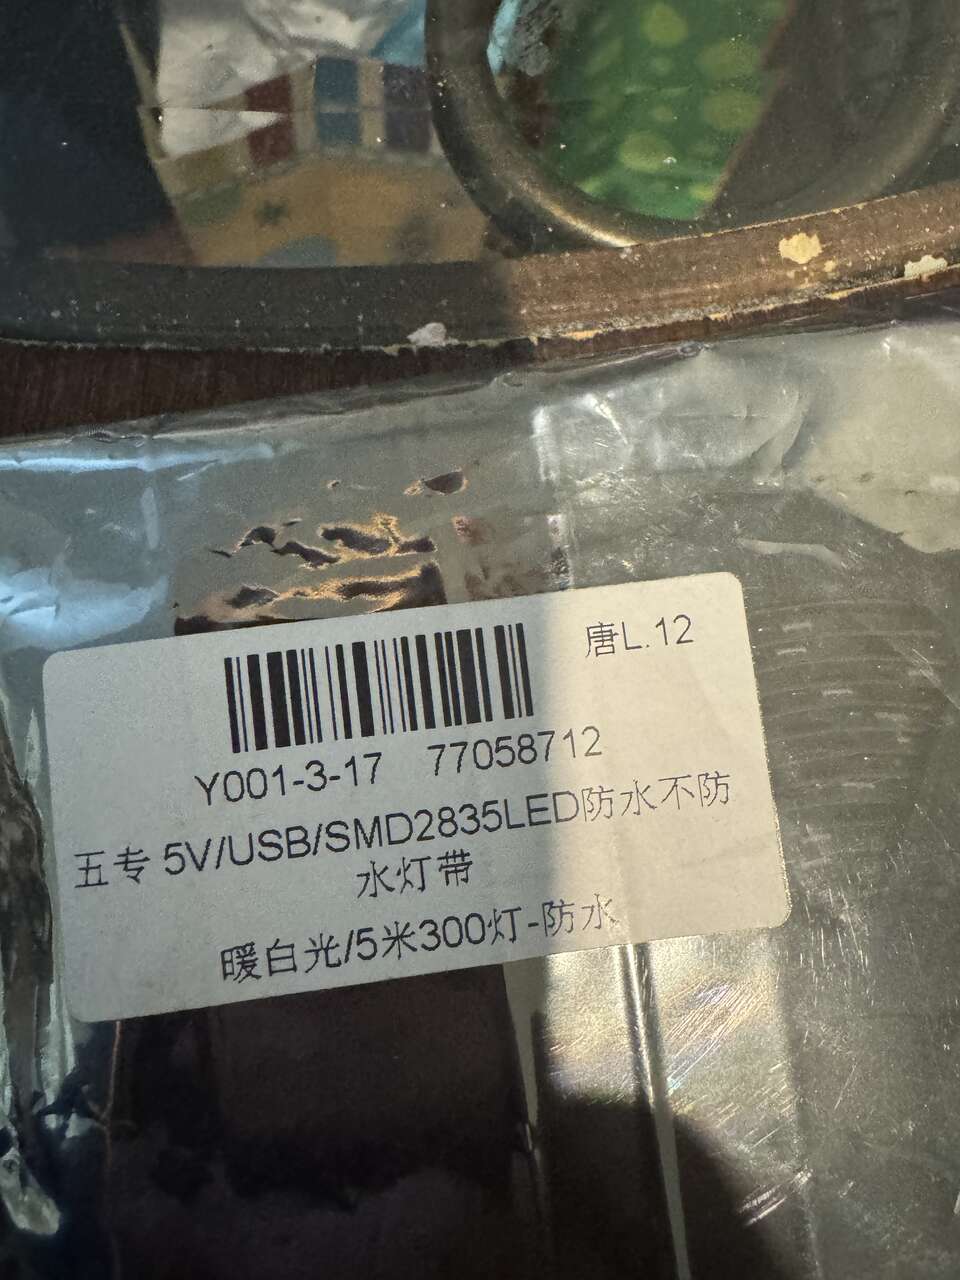 唐L.12
Y001-3-17 77058712
五专 5V/USB/SMD2835LED防水不防
水灯带
暖白光/5米300灯-防水